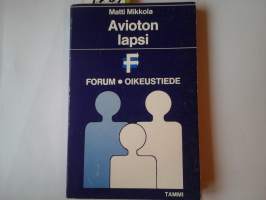 Matti Mikkola
Avioton
lapsi
F
FORUM • OIKEUSTIEDE
TAMMI